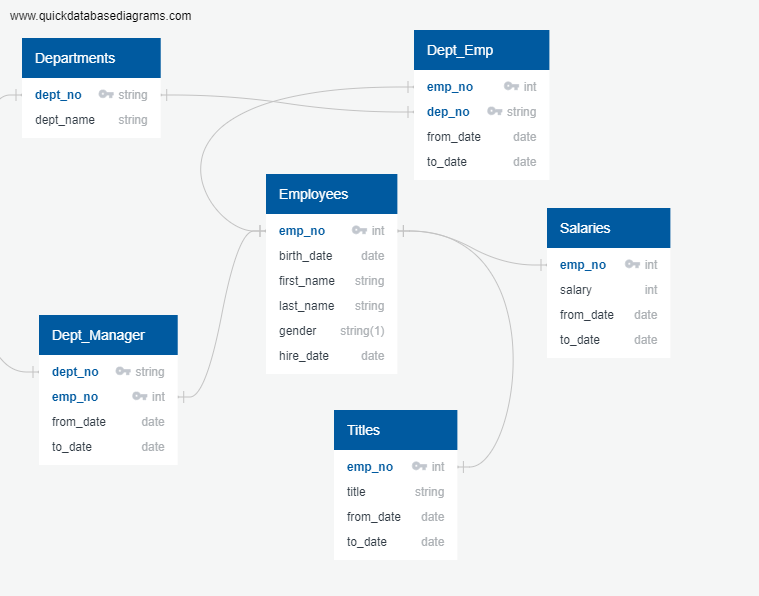 www.quickdatabasediagrams.com
Departments
dept_no string
dept_name string
Dept_Emp
emp_no int
dep_no string
from_date date
to_date date
Employees
emp_no int
birth_date date
first_name string
last_name string
gender string(1)
hire_date date
Salaries
emp_no int
salary int
from_date date
to_date date
Dept_Manager
dept_no string
emp_no int
from_date date
to_date date
Titles
emp_no int
title string
from_date date
to_date date